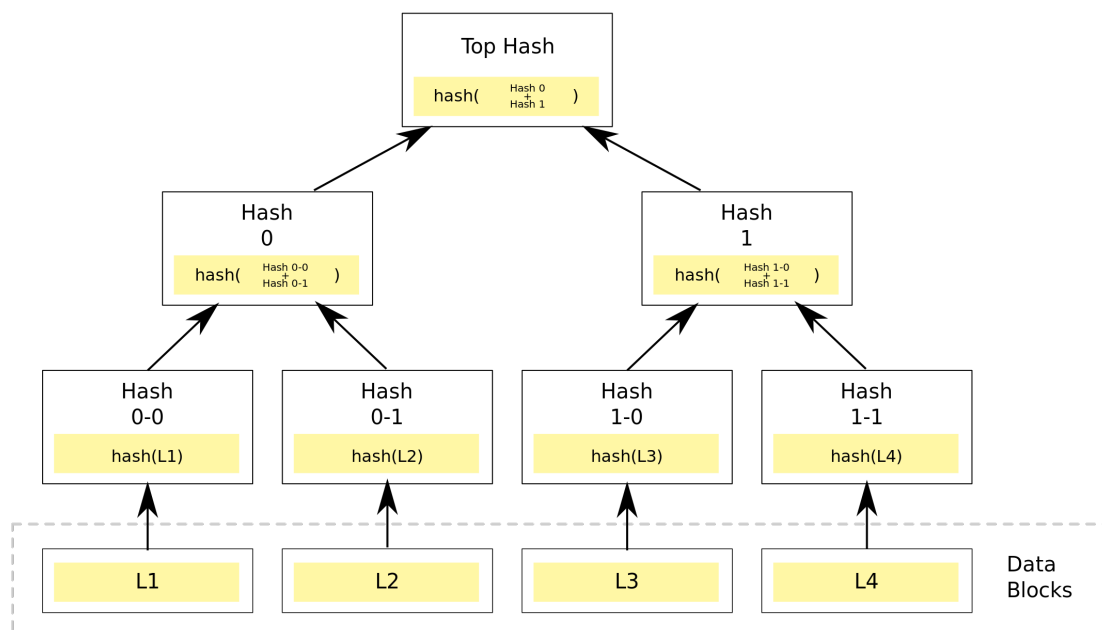 Top Hash
hash( Hash 0 + Hash 1 )
Hash
0
hash( Hash 0-0 + Hash 0-1 )
Hash
1
hash( Hash 1-0 + Hash 1-1 )
Hash
0-0
hash(L1)
Hash
0-1
hash(L2)
Hash
1-0
hash(L3)
Hash
1-1
hash(L4)
L1
L2
L3
L4
Data
Blocks